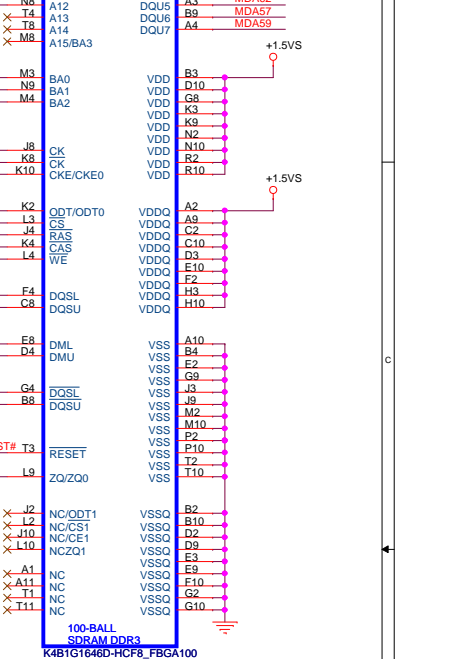 N8 A12 DQU5 A3
T4 A13 DQU6 B9 MDA57
T8 A14 DQU7 A4 MDA59
M8 A15/BA3
+1.5VS
M3 BA0 VDD B3
N9 BA1 VDD D10
M4 BA2 VDD G8
VDD K3
VDD K9
VDD N2
J8 CK VDD N10
K8 CK VDD R2
K10 CKE/CKE0 VDD R10
+1.5VS
K2 ODT/ODT0 VDDQ A2
L3 CS VDDQ A9
J4 RAS VDDQ C2
K4 CAS VDDQ C10
L4 WE VDDQ D3
VDDQ E10
VDDQ F2
F4 DQSL VDDQ H3
C8 DQSU VDDQ H10
E8 DML VSS A10
D4 DMU VSS B4
VSS E2
VSS G9
G4 DQSL VSS J3
B8 DQSU VSS J9
VSS M2
VSS M10
VSS P2
ST# T3 RESET VSS P10
VSS T2
L9 ZQ/ZQ0 VSS T10
J2 NC/ODT1 VSSQ B2
L2 NC/CS1 VSSQ B10
J10 NC/CE1 VSSQ D2
L10 NCZQ1 VSSQ D9
VSSQ E3
A1 NC VSSQ E9
A11 NC VSSQ F10
T1 NC VSSQ G2
T11 NC VSSQ G10
100-BALL
SDRAM DDR3
K4B1G1646D-HCF8_FBGA100
C